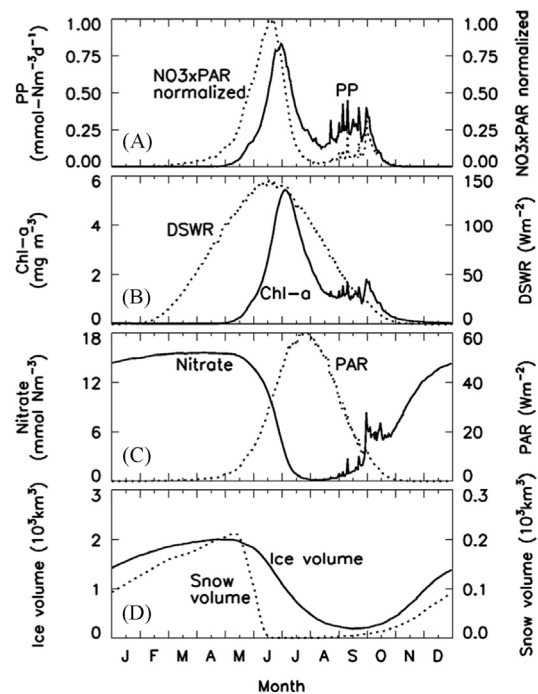 PP
(mmol-Nm⁻³d⁻¹)
1.00
0.75
0.50
0.25
0.00
NO3xPAR
normalized
PP
(A)
1.00
0.75
0.50
0.25
0.00
NO3xPAR normalized
Chl-a
(mg m⁻³)
6
4
2
0
DSWR
Chl-a
(B)
150
100
50
0
DSWR (Wm⁻²)
Nitrate
(mmol Nm⁻³)
18
12
6
0
Nitrate
PAR
(C)
60
40
20
0
PAR (Wm⁻²)
Ice volume (10³km³)
3
2
1
0
Ice volume
Snow
volume
(D)
0.3
0.2
0.1
0.0
Snow volume (10³km³)
J F M A M J J A S O N D
Month